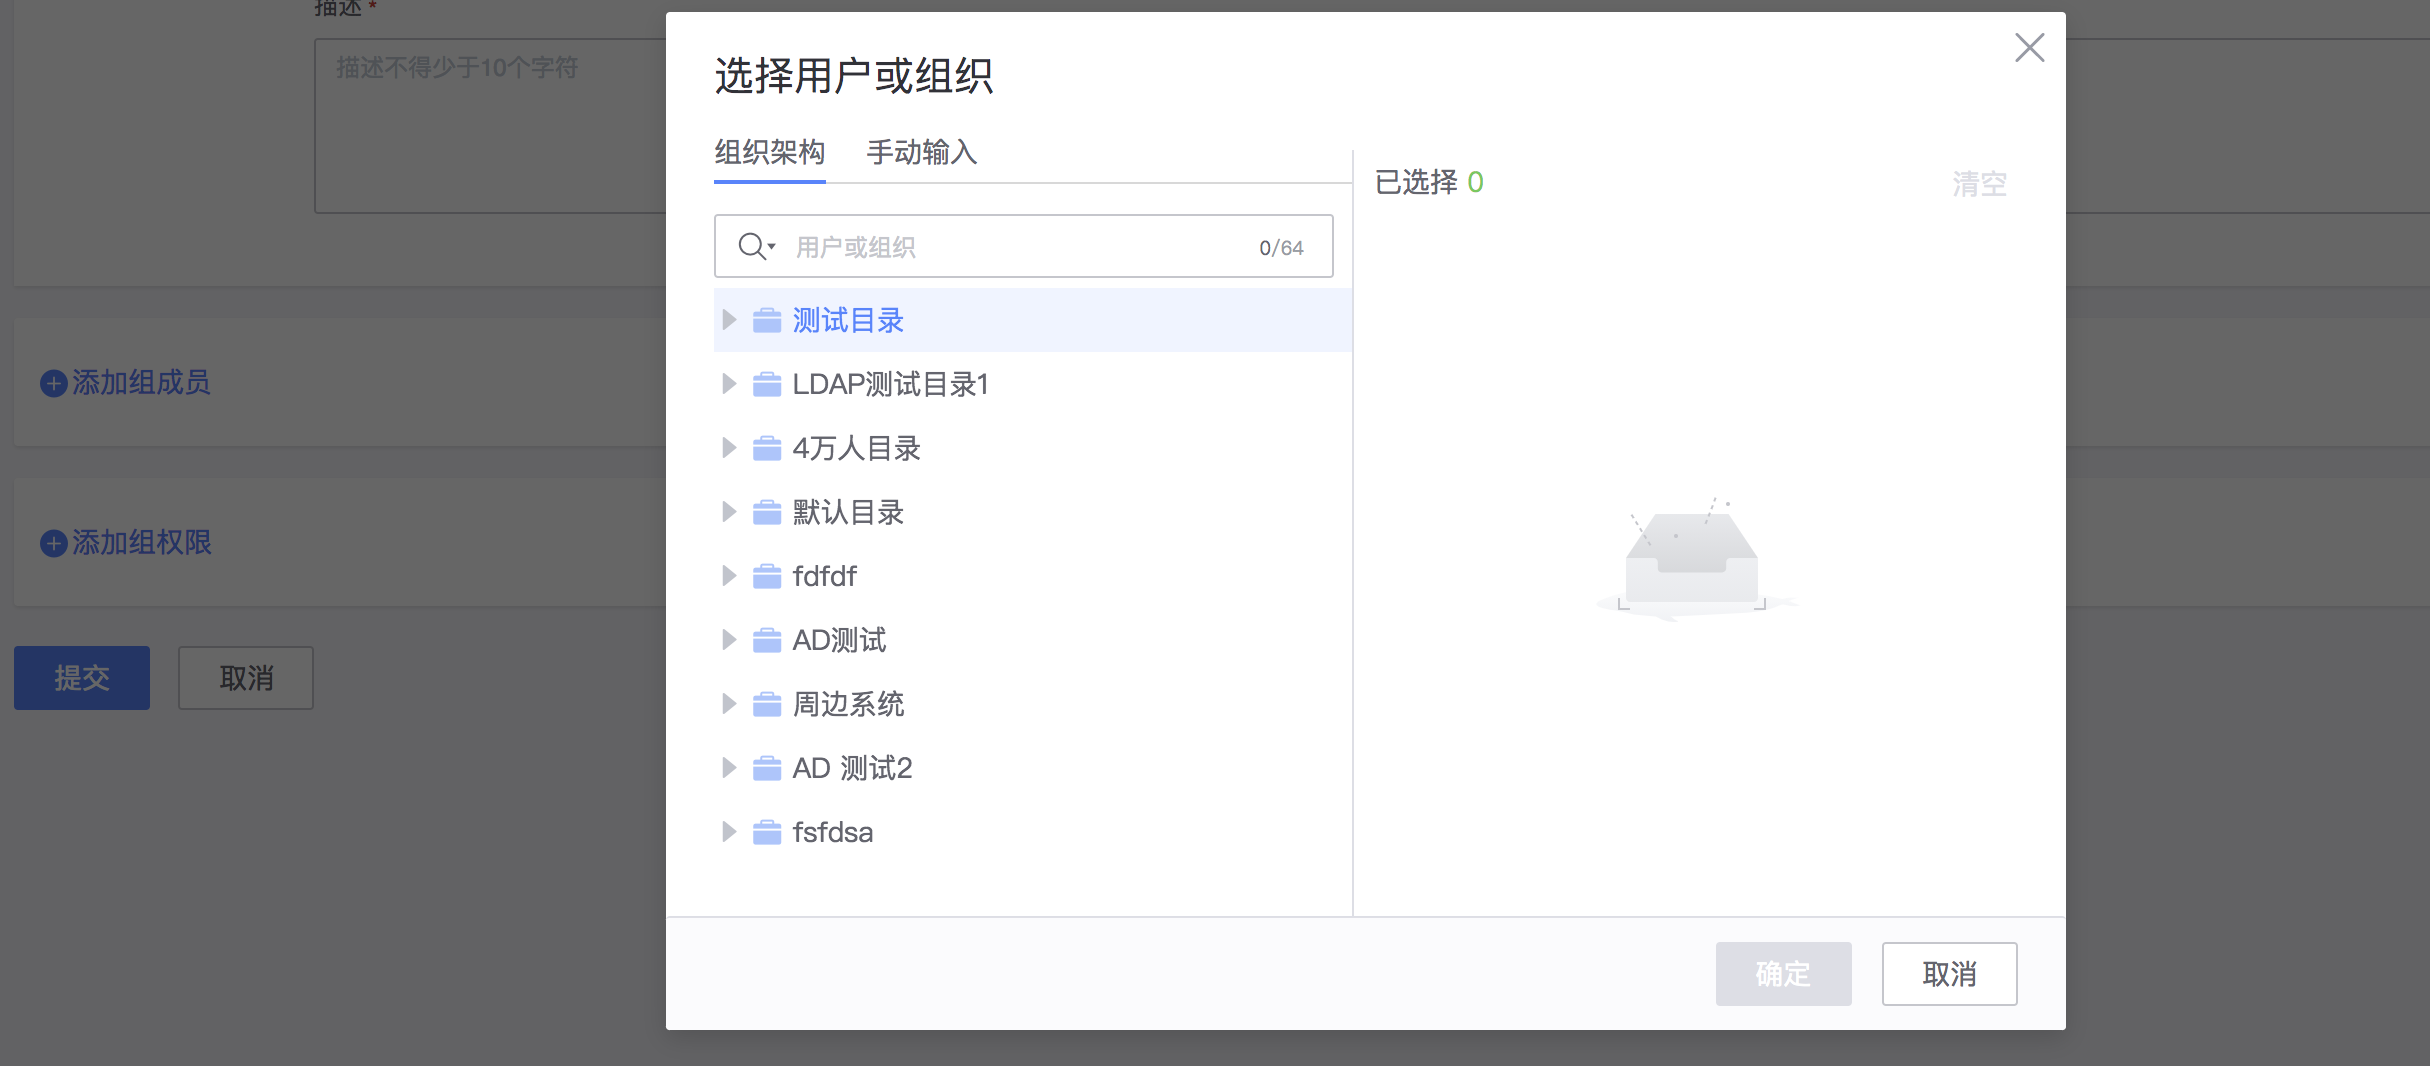 描述 *
描述不得少于10个字符
添加组成员
添加组权限
提交
取消
选择用户或组织
组织架构
手动输入
用户或组织
0/64
测试目录
LDAP测试目录1
4万人目录
默认目录
fdfdf
AD测试
周边系统
AD 测试2
fsfdsa
已选择 0
清空
确定
取消